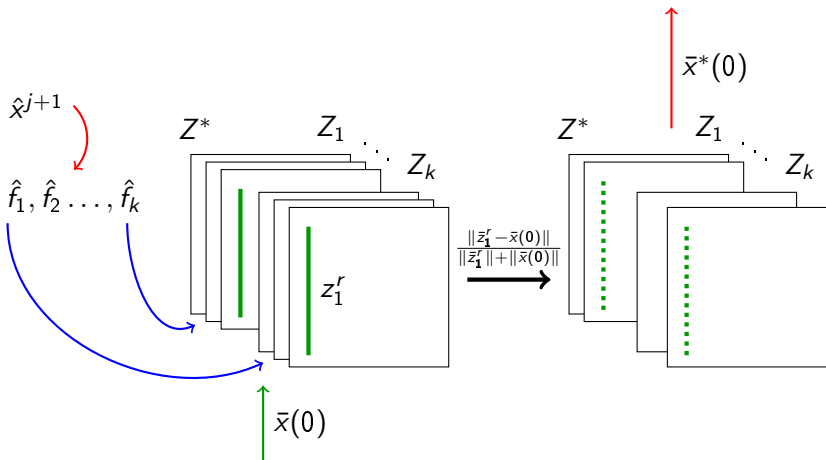 x̂^{j+1}
f̂_1, f̂_2 ..., f̂_k
Z*
Z_1
⋱
Z_k
z_1^r
x̄(0)
‖z̄_1^r − x̄(0)‖
‖z̄_1^r‖+‖x̄(0)‖
Z*
Z_1
⋱
Z_k
x̄*(0)